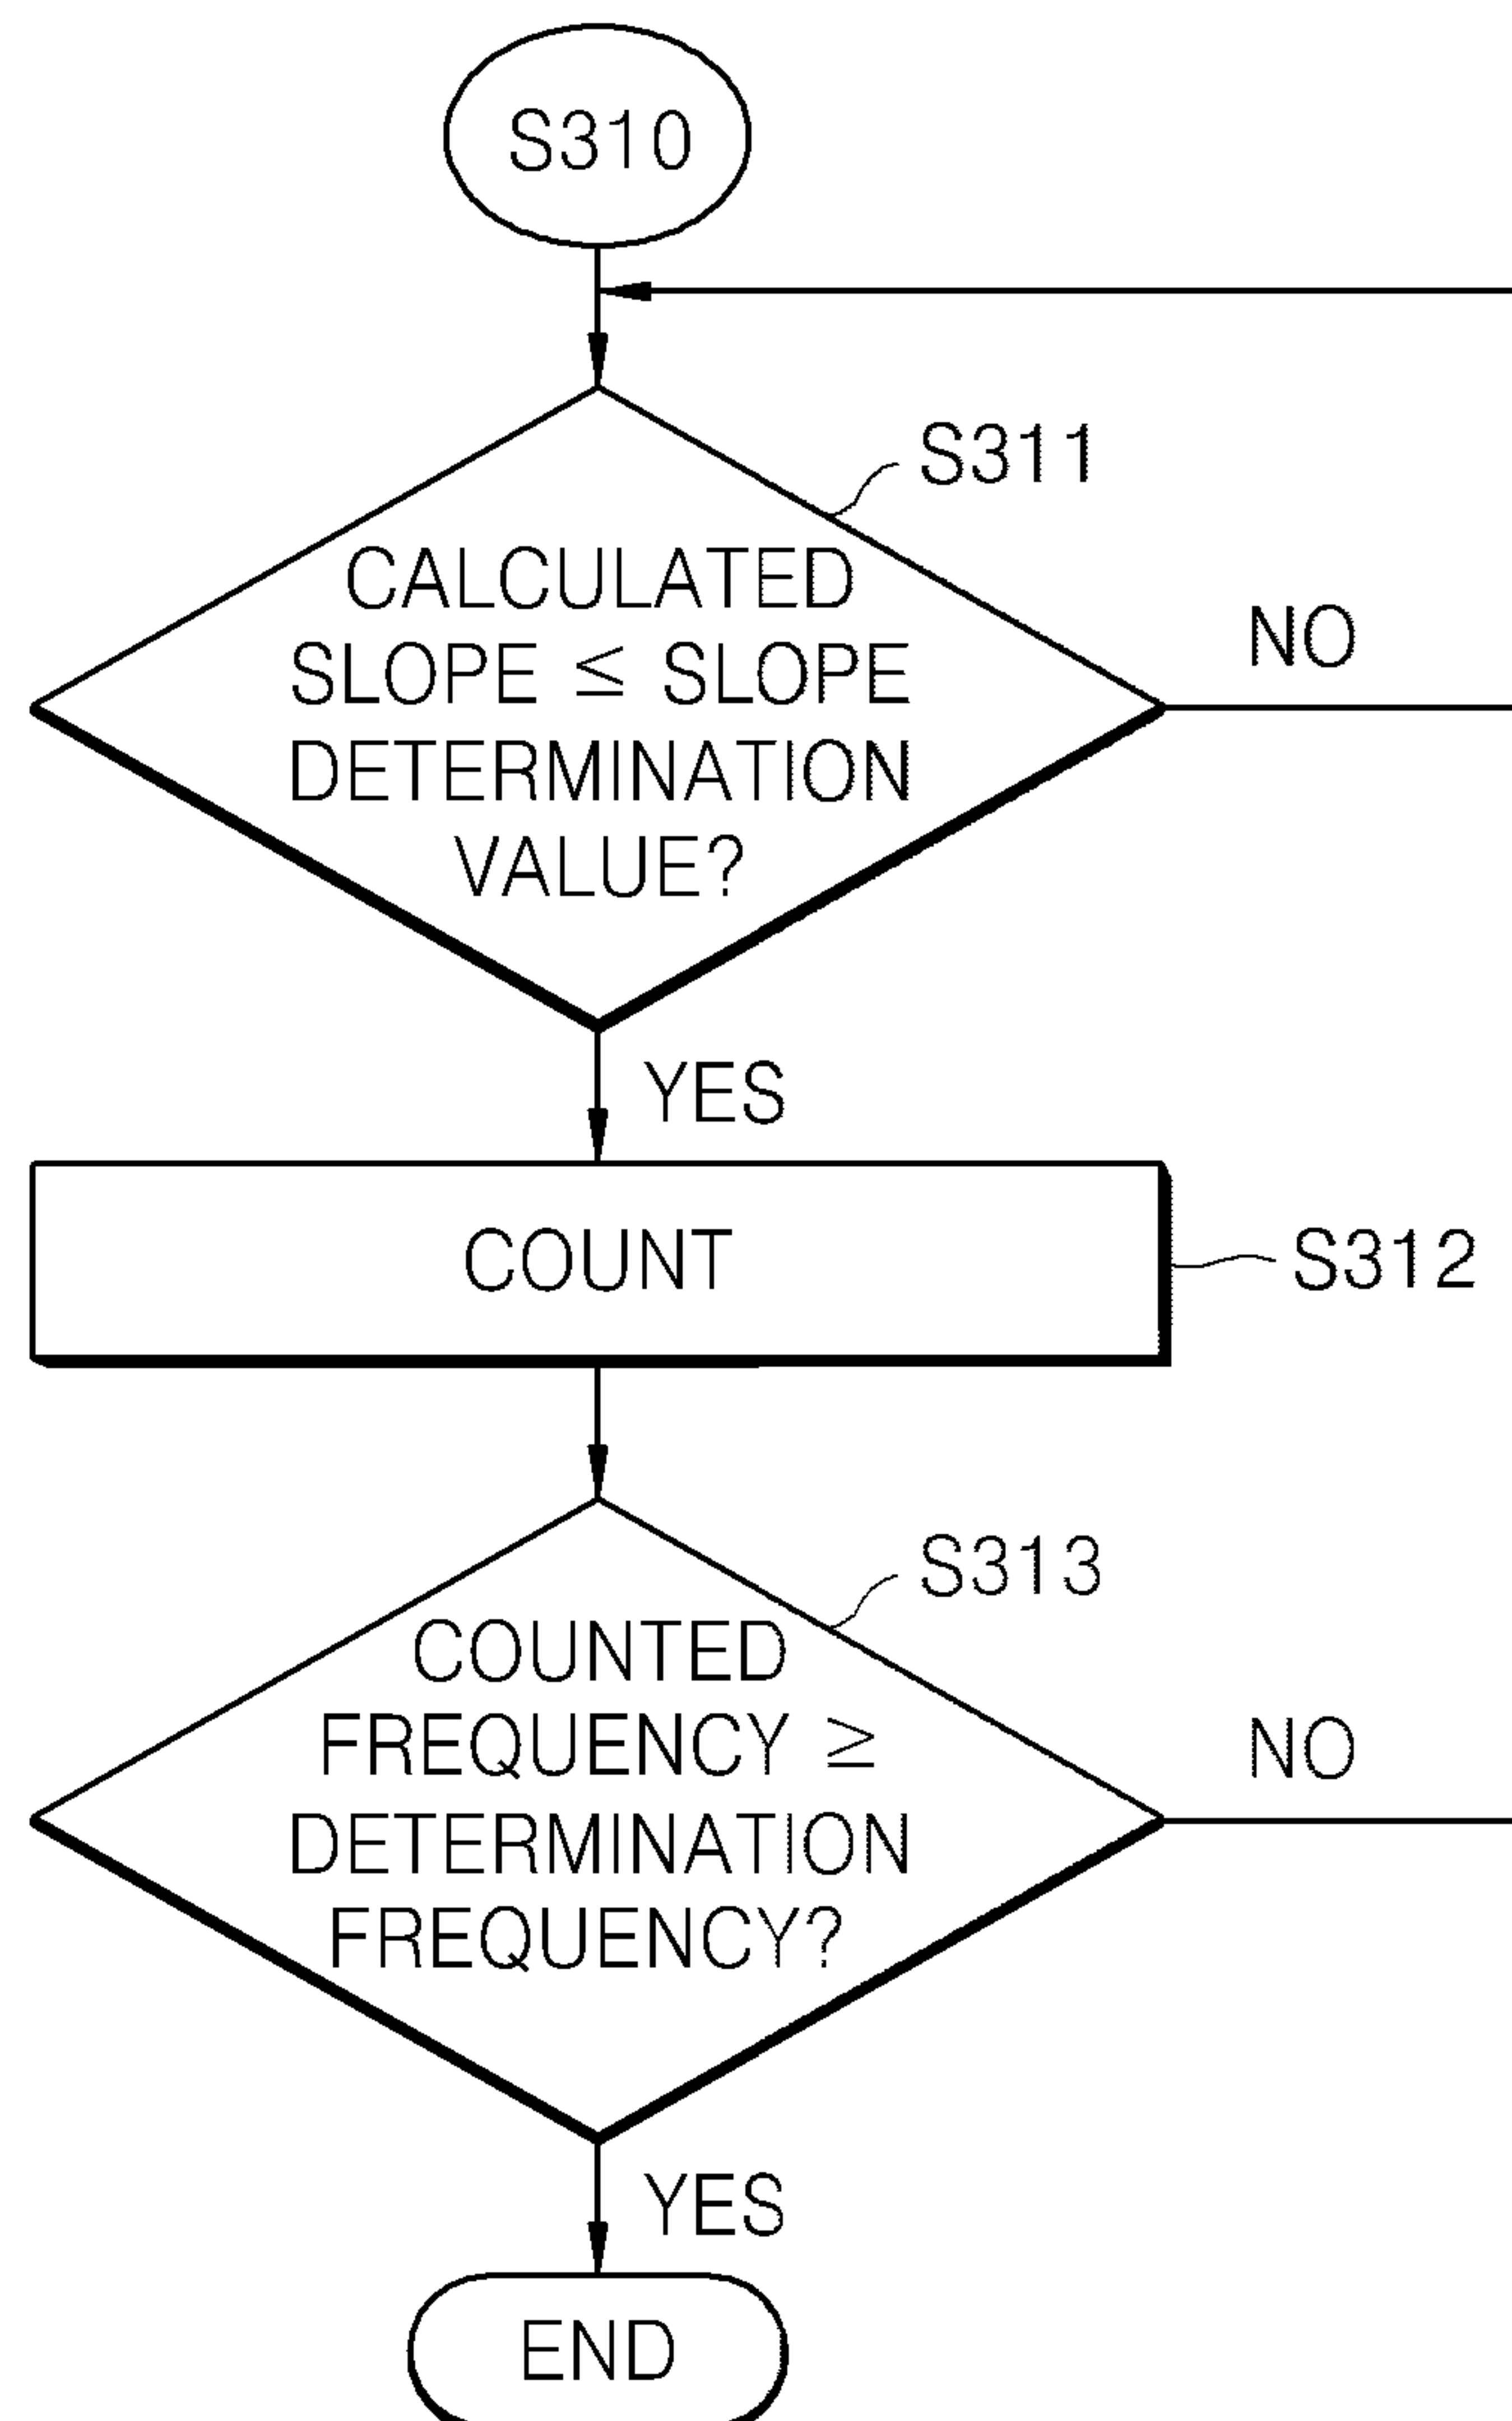 S310
S311
CALCULATED
SLOPE ≤ SLOPE
DETERMINATION
VALUE?
NO
YES
COUNT
S312
S313
COUNTED
FREQUENCY ≥
DETERMINATION
FREQUENCY?
NO
YES
END